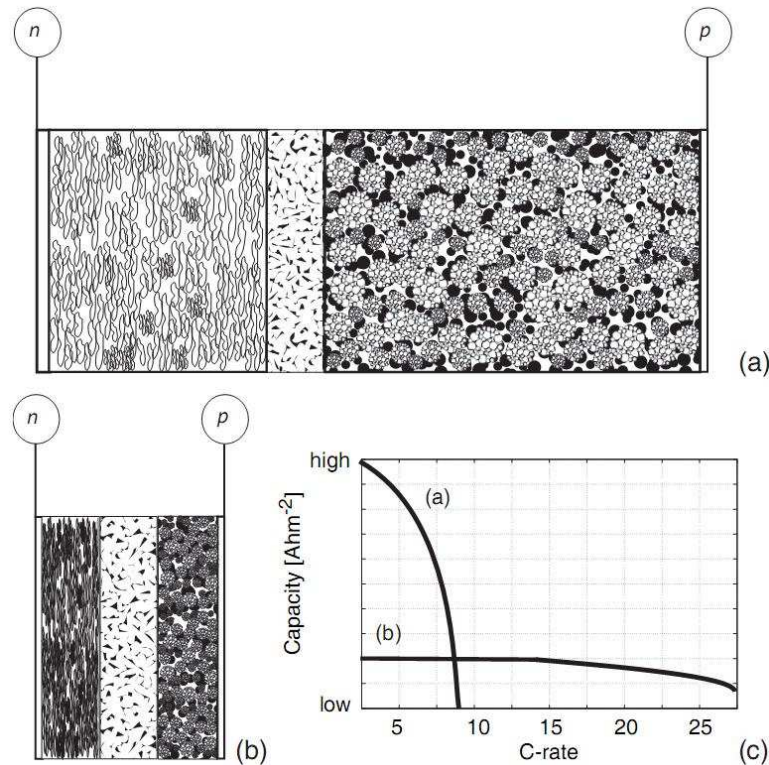 n
p
(a)
n
p
(b)
high
low
Capacity [Ahm⁻²]
(a)
(b)
5
10
15
20
25
C-rate
(c)